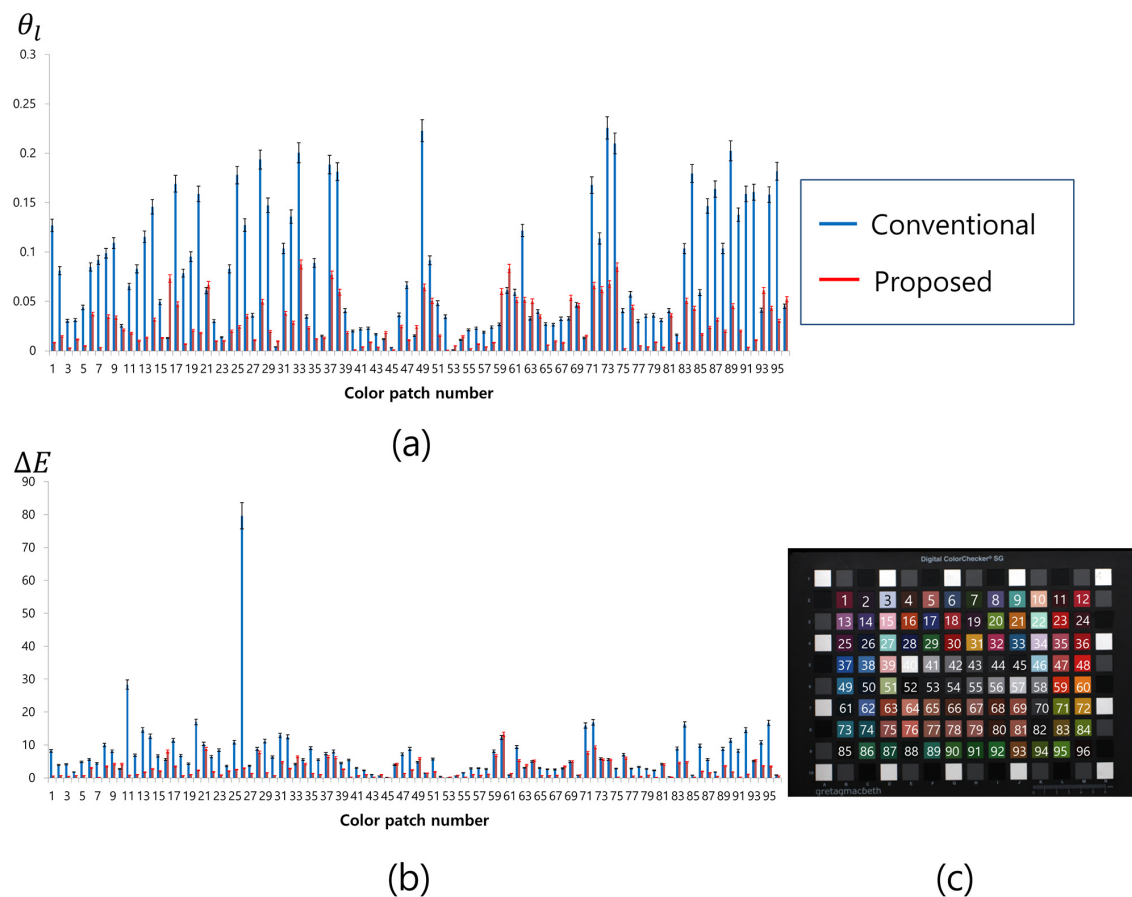 θ_l
0.3
0.25
0.2
0.15
0.1
0.05
0
1 3 5 7 9 11 13 15 17 19 21 23 25 27 29 31 33 35 37 39 41 43 45 47 49 51 53 55 57 59 61 63 65 67 69 71 73 75 77 79 81 83 85 87 89 91 93 95
Color patch number
(a)
Conventional
Proposed
ΔE
90
80
70
60
50
40
30
20
10
0
1 3 5 7 9 11 13 15 17 19 21 23 25 27 29 31 33 35 37 39 41 43 45 47 49 51 53 55 57 59 61 63 65 67 69 71 73 75 77 79 81 83 85 87 89 91 93 95
Color patch number
(b)
Digital ColorChecker® SG
1 2 3 4 5 6 7 8 9 10 11 12
13 14 15 16 17 18 19 20 21 22 23 24
25 26 27 28 29 30 31 32 33 34 35 36
37 38 39 40 41 42 43 44 45 46 47 48
49 50 51 52 53 54 55 56 57 58 59 60
61 62 63 64 65 66 67 68 69 70 71 72
73 74 75 76 77 78 79 80 81 82 83 84
85 86 87 88 89 90 91 92 93 94 95 96
gretagmacbeth
(c)